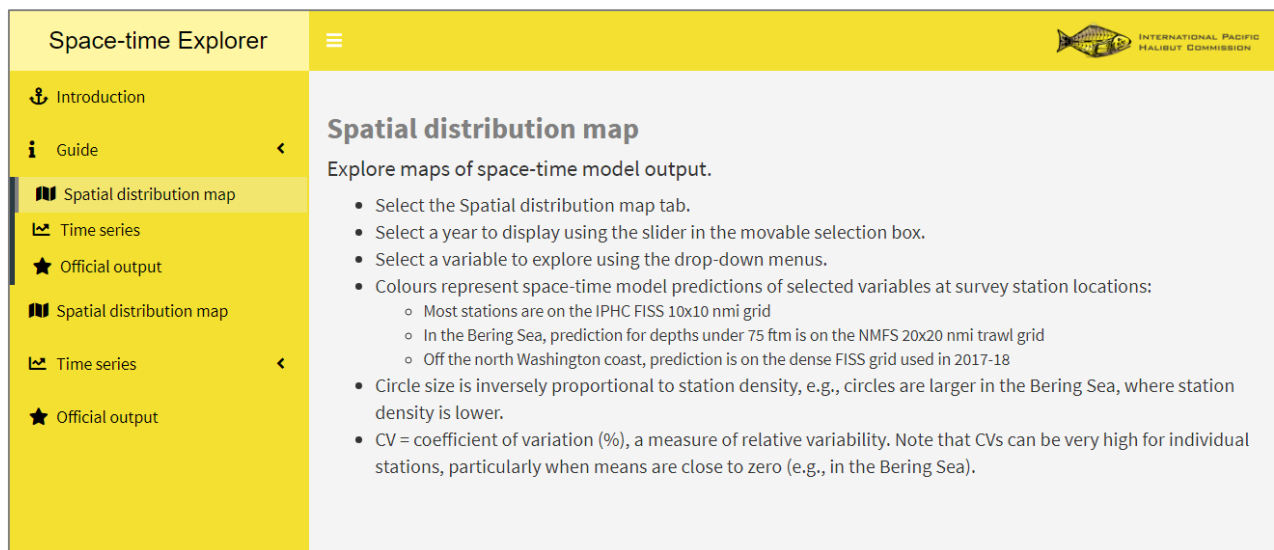 Space-time Explorer
INTERNATIONAL PACIFIC
HALIBUT COMMISSION
Introduction
Guide
Spatial distribution map
Time series
Official output
Spatial distribution map
Time series
Official output
Spatial distribution map
Explore maps of space-time model output.
• Select the Spatial distribution map tab.
• Select a year to display using the slider in the movable selection box.
• Select a variable to explore using the drop-down menus.
• Colours represent space-time model predictions of selected variables at survey station locations:
◦ Most stations are on the IPHC FISS 10x10 nmi grid
◦ In the Bering Sea, prediction for depths under 75 ftm is on the NMFS 20x20 nmi trawl grid
◦ Off the north Washington coast, prediction is on the dense FISS grid used in 2017-18
• Circle size is inversely proportional to station density, e.g., circles are larger in the Bering Sea, where station
density is lower.
• CV = coefficient of variation (%), a measure of relative variability. Note that CVs can be very high for individual
stations, particularly when means are close to zero (e.g., in the Bering Sea).